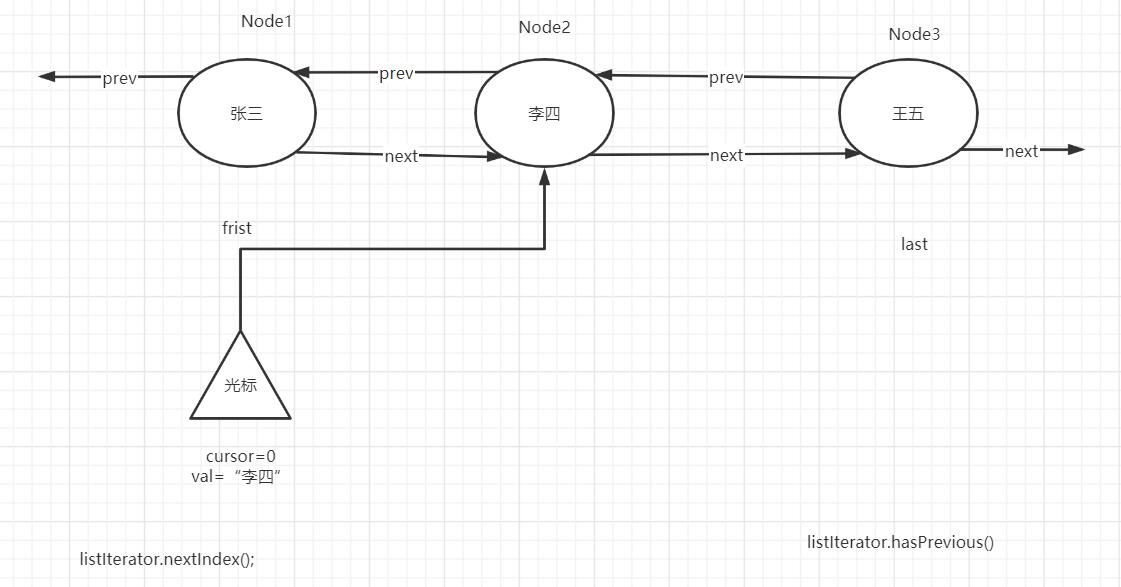 Node1
Node2
Node3
prev
prev
prev
张三
李四
王五
next
next
next
frist
last
光标
cursor=0
val=“李四”
listIterator.nextIndex();
listIterator.hasPrevious()